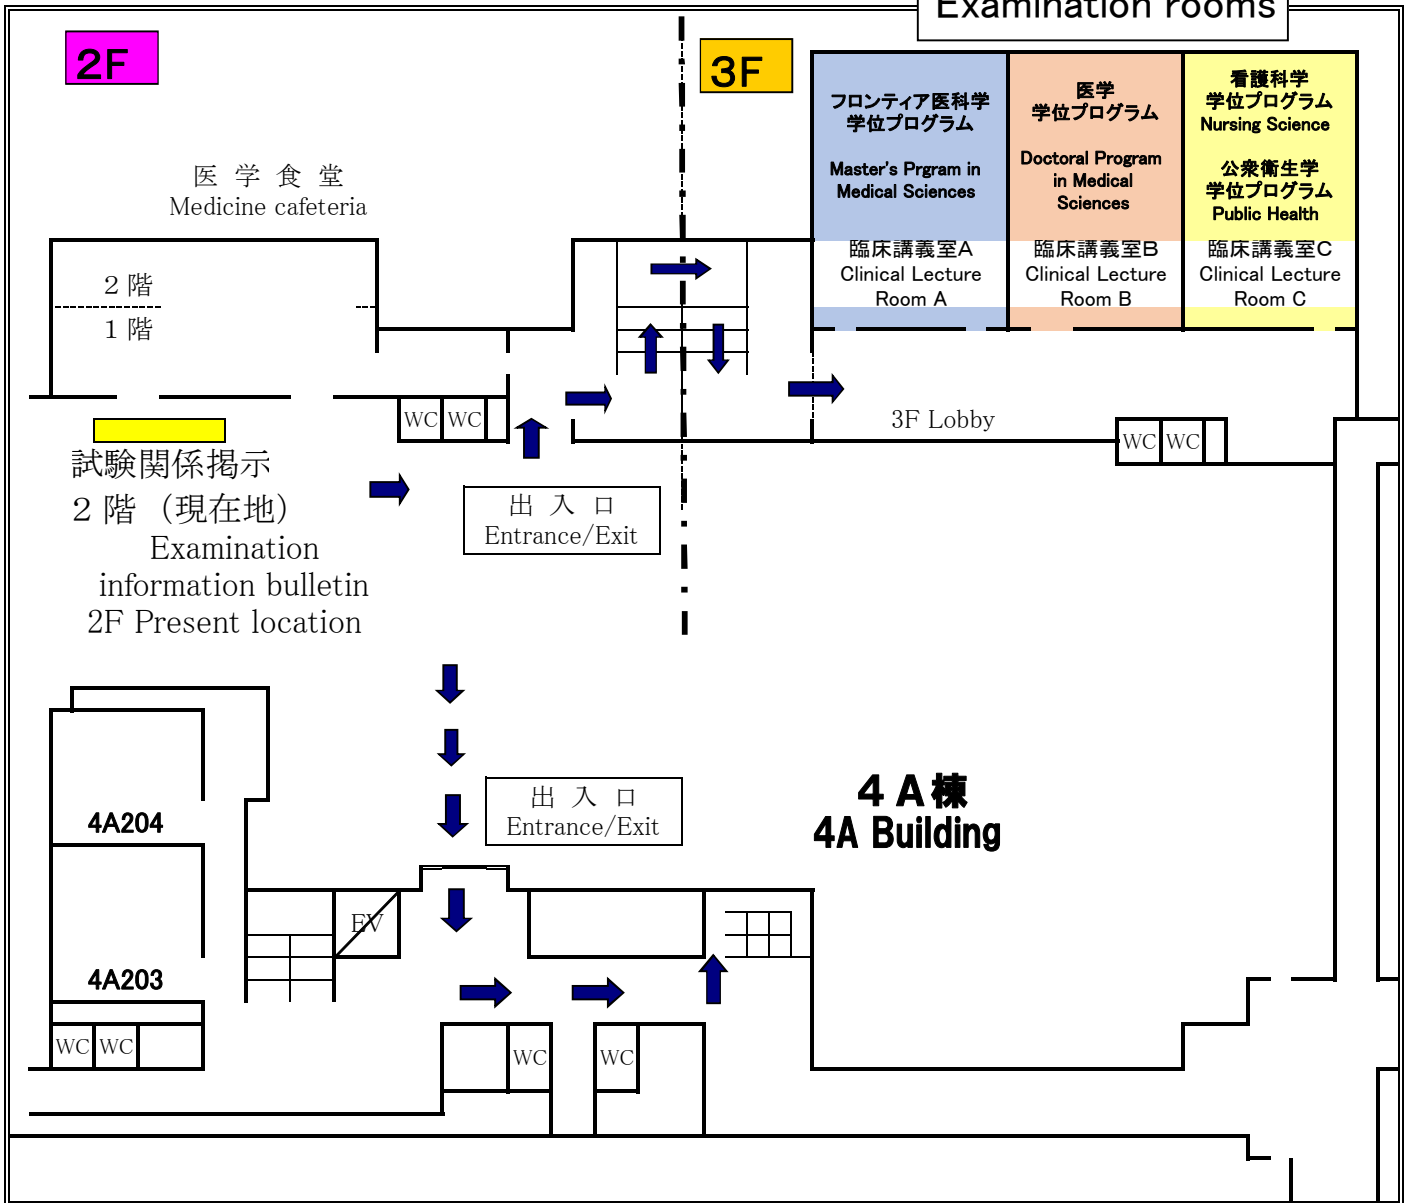 Examination rooms
2F
3F
フロンティア医科学
学位プログラム
Master's Prgram in
Medical Sciences
臨床講義室A
Clinical Lecture
Room A
医学
学位プログラム
Doctoral Program
in Medical
Sciences
臨床講義室B
Clinical Lecture
Room B
看護科学
学位プログラム
Nursing Science
公衆衛生学
学位プログラム
Public Health
臨床講義室C
Clinical Lecture
Room C
医 学 食 堂
Medicine cafeteria
2 階
1 階
WC WC
3F Lobby
WC WC
試験関係掲示
2 階 (現在地)
Examination
information bulletin
2F Present location
出 入 口
Entrance/Exit
出 入 口
Entrance/Exit
4 A棟
4A Building
4A204
EV
4A203
WC WC
WC
WC